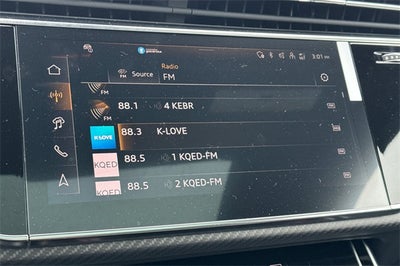 3:01 PM
Source
Radio
FM
FM
88.1 4 KEBR
K-LOVE 88.3 K-LOVE
KQED 88.5 1 KQED-FM
KQED 88.5 2 KQED-FM